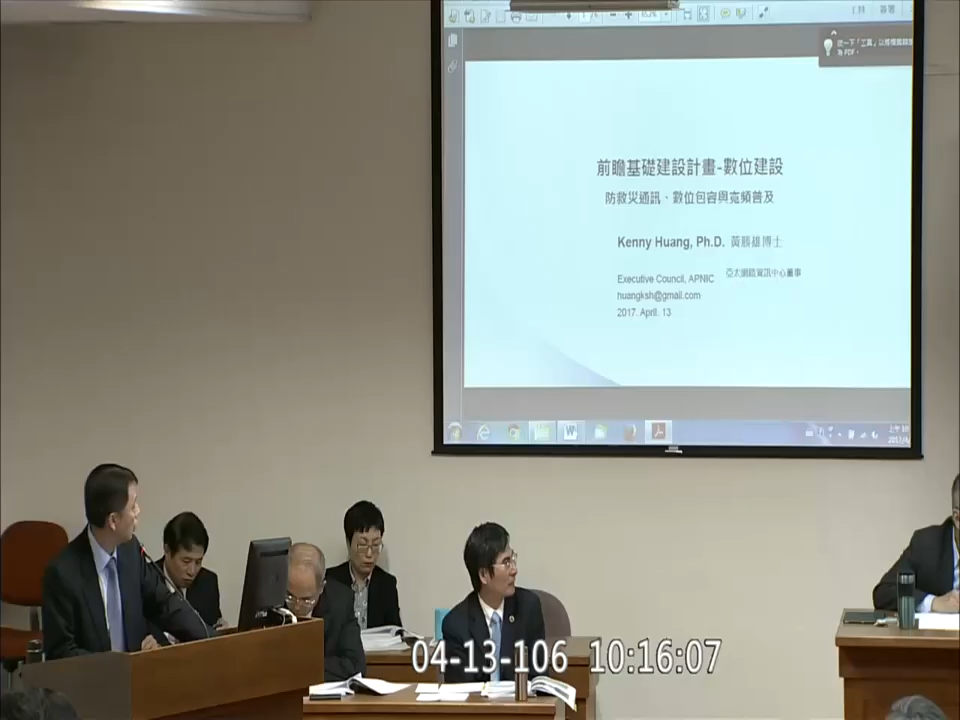 前瞻基礎建設計畫-數位建設
防救災通訊、數位包容與寬頻普及
Kenny Huang, Ph.D. 黃勝雄博士
Executive Council, APNIC 亞太網路資訊中心董事
huangksh@gmail.com
2017. April. 13
04-13-106 10:16:07